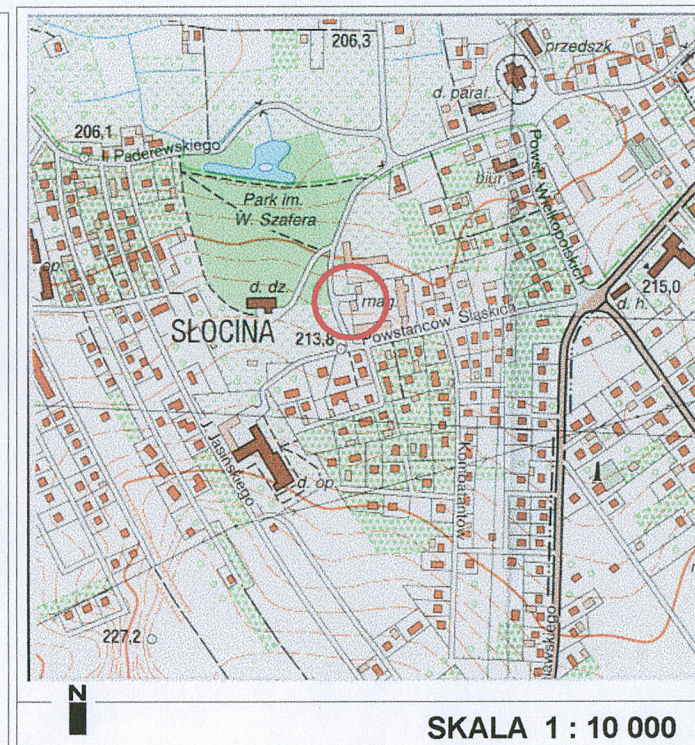 206,3
przedszk.
d. paraf.
206,1
Paderewskiego
biur
Powst. Wielkopolskich
Park im.
W. Szafera
op.
d. dz.
mag.
215,0
d. h.
SŁOCINA
213,8
Powstańców Śląskich
Jasińskiego
d. op.
Kombatantów
227,2
N
SKALA 1 : 10 000